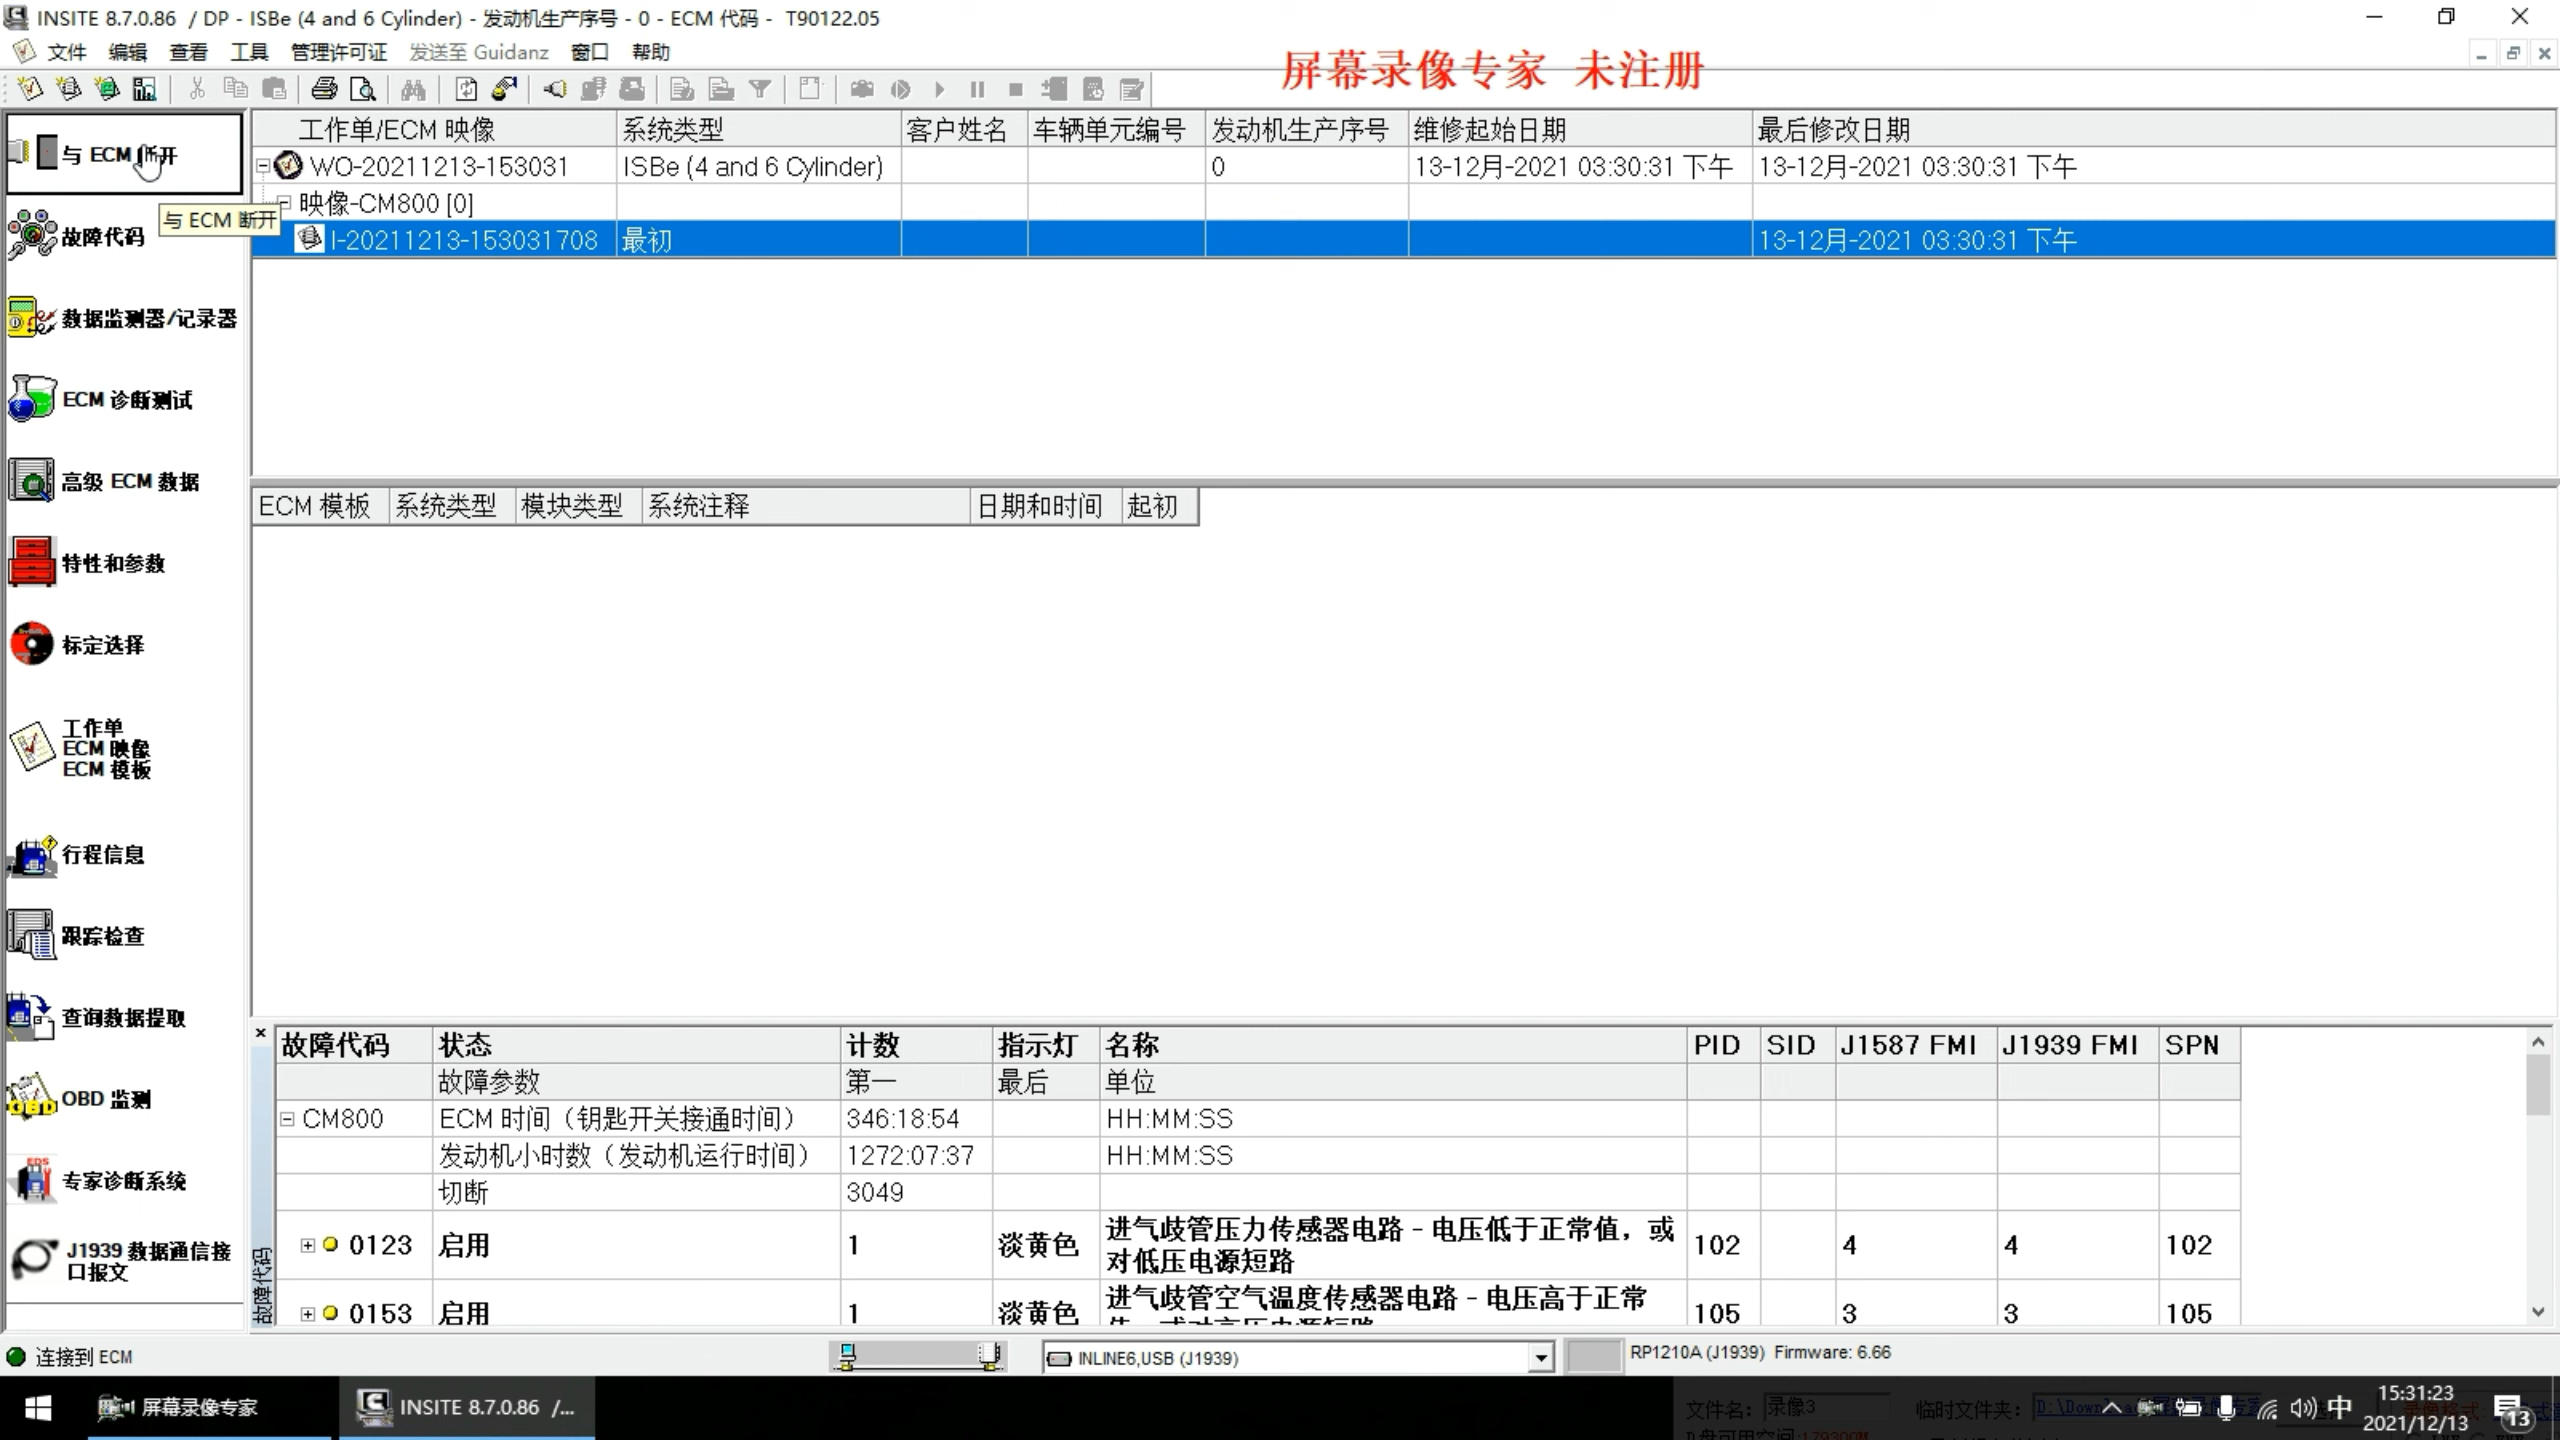 INSITE 8.7.0.86 / DP - ISBe (4 and 6 Cylinder) - 发动机生产序号 - 0 - ECM 代码 - T90122.05
文件 编辑 查看 工具 管理许可证 发送至 Guidanz 窗口 帮助
屏幕录像专家 未注册
与 ECM 断开
与 ECM 断开
故障代码
数据监测器/记录器
ECM 诊断测试
高级 ECM 数据
特性和参数
标定选择
工作单
ECM 映像
ECM 模板
行程信息
跟踪检查
查询数据提取
OBD 监测
专家诊断系统
J1939 数据通信接
口报文
工作单/ECM 映像 系统类型 客户姓名 车辆单元编号 发动机生产序号 维修起始日期 最后修改日期
WO-20211213-153031 ISBe (4 and 6 Cylinder) 0 13-12月-2021 03:30:31 下午 13-12月-2021 03:30:31 下午
映像-CM800 [0]
I-20211213-153031708 最初 13-12月-2021 03:30:31 下午
ECM 模板 系统类型 模块类型 系统注释 日期和时间 起初
故障代码
故障代码 状态 计数 指示灯 名称 PID SID J1587 FMI J1939 FMI SPN
故障参数 第一 最后 单位
CM800 ECM 时间（钥匙开关接通时间） 346:18:54 HH:MM:SS
发动机小时数（发动机运行时间） 1272:07:37 HH:MM:SS
切断 3049
0123 启用 1 淡黄色 进气歧管压力传感器电路 - 电压低于正常值，或 102 4 4 102
对低压电源短路
0153 启用 1 淡黄色 进气歧管空气温度传感器电路 - 电压高于正常 105 3 3 105
连接到 ECM INLINE6,USB (J1939) RP1210A (J1939) Firmware: 6.66
屏幕录像专家 INSITE 8.7.0.86 /...
文件名: 录像3 临时文件夹:
中 15:31:23
2021/12/13 13